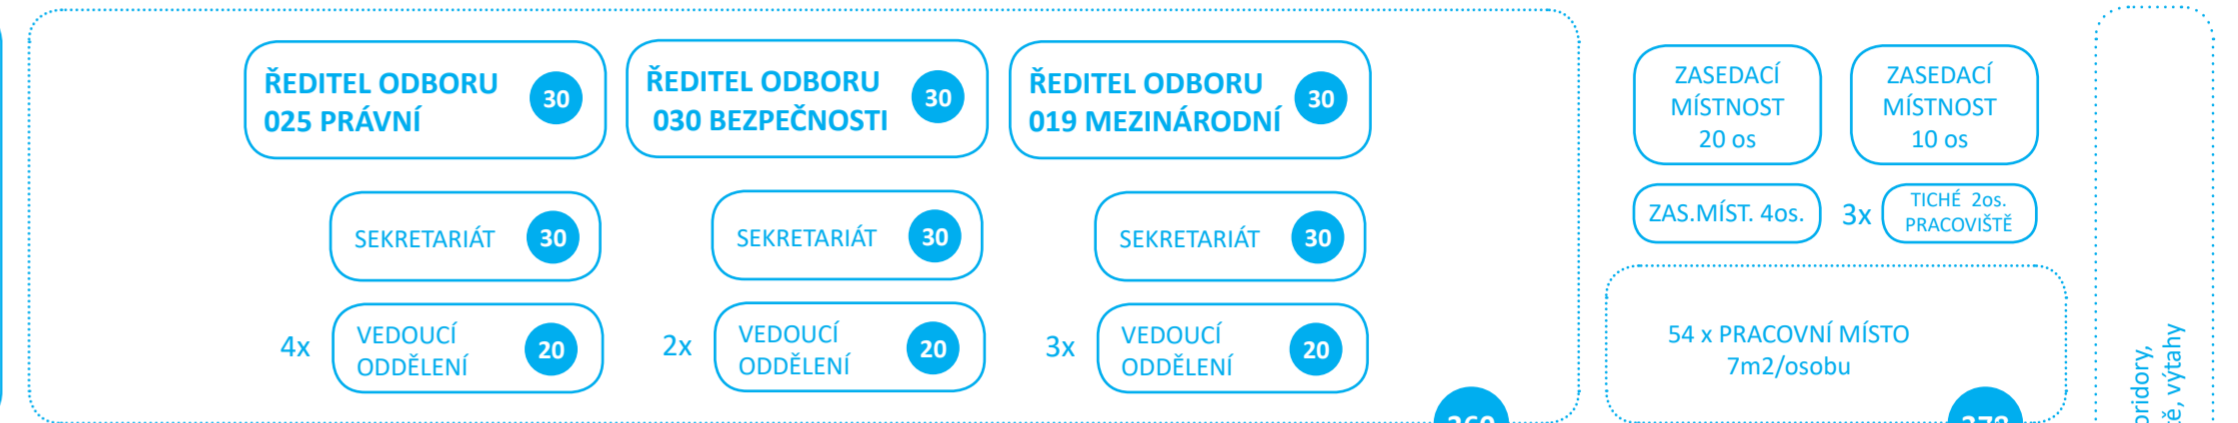 ŘEDITEL ODBORU
025 PRÁVNÍ
30
ŘEDITEL ODBORU
030 BEZPEČNOSTI
30
ŘEDITEL ODBORU
019 MEZINÁRODNÍ
30
SEKRETARIÁT 30
SEKRETARIÁT 30
SEKRETARIÁT 30
4x
VEDOUCÍ
ODDĚLENÍ
20
2x
VEDOUCÍ
ODDĚLENÍ
20
3x
VEDOUCÍ
ODDĚLENÍ
20
ZASEDACÍ
MÍSTNOST
20 os
ZASEDACÍ
MÍSTNOST
10 os
ZAS.MÍST. 4os.
3x
TICHÉ 2os.
PRACOVIŠTĚ
54 x PRACOVNÍ MÍSTO
7m2/osobu
výtahy